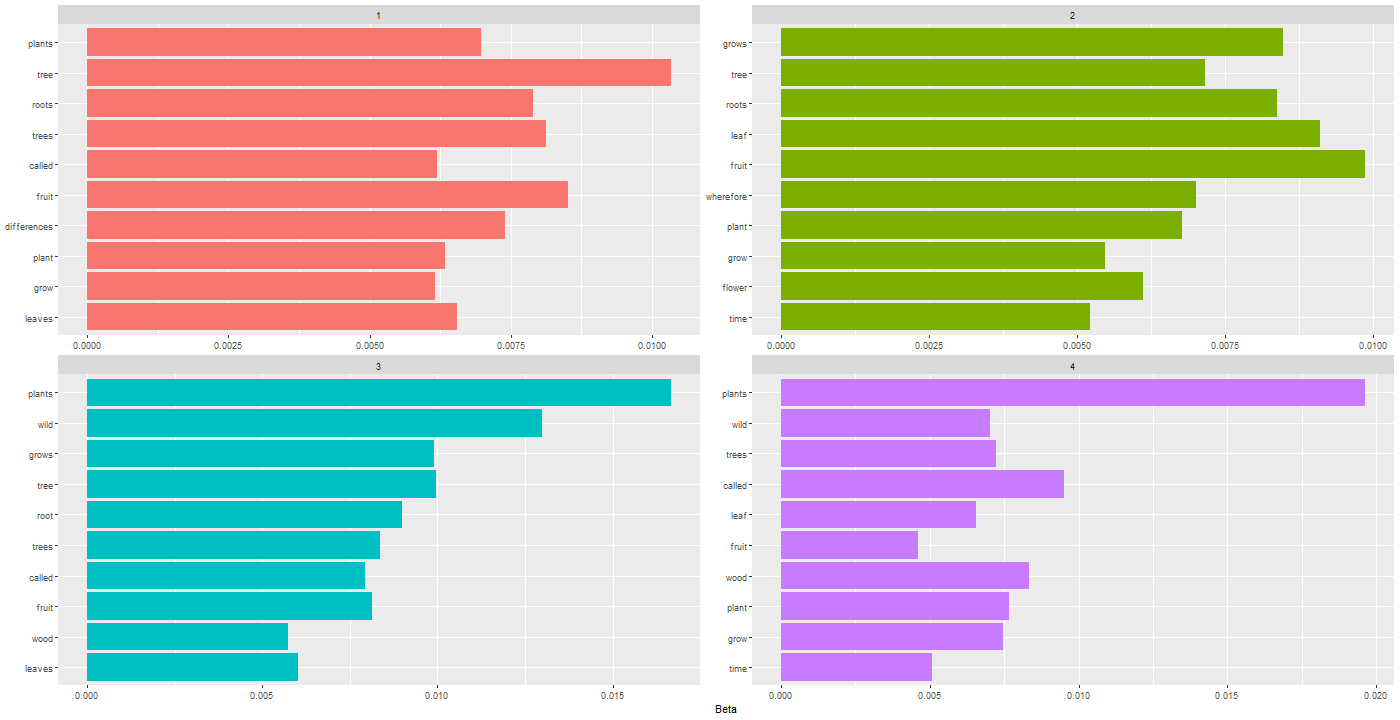 1
plants
tree
roots
trees
called
fruit
differences
plant
grow
leaves
0.0000 0.0025 0.0050 0.0075 0.0100
2
grows
tree
roots
leaf
fruit
wherefore
plant
grow
flower
time
0.0000 0.0025 0.0050 0.0075 0.0100
3
plants
wild
grows
tree
root
trees
called
fruit
wood
leaves
0.000 0.005 0.010 0.015
4
plants
wild
trees
called
leaf
fruit
wood
plant
grow
time
0.000 0.005 0.010 0.015 0.020
Beta